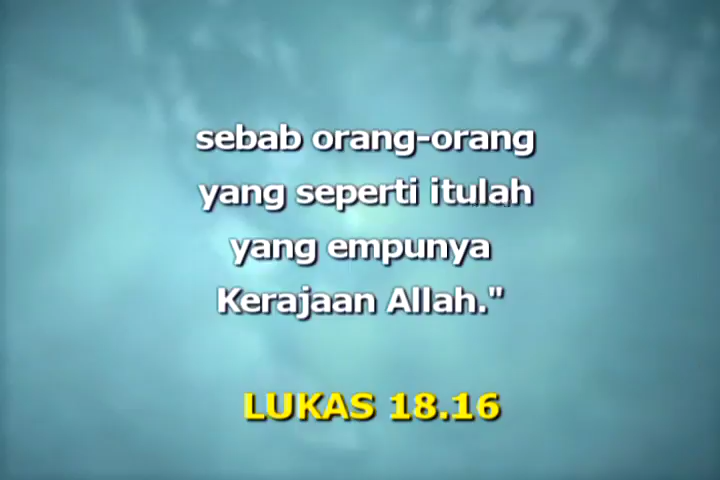 sebab orang-orang
yang seperti itulah
yang empunya
Kerajaan Allah."
LUKAS 18.16